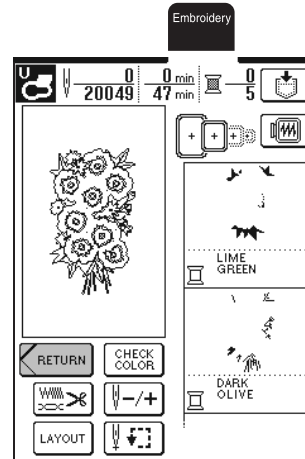 Embroidery
U
0 0 min 0
20049 47 min 5
LIME
GREEN
RETURN
CHECK
COLOR
DARK
OLIVE
-/+
LAYOUT